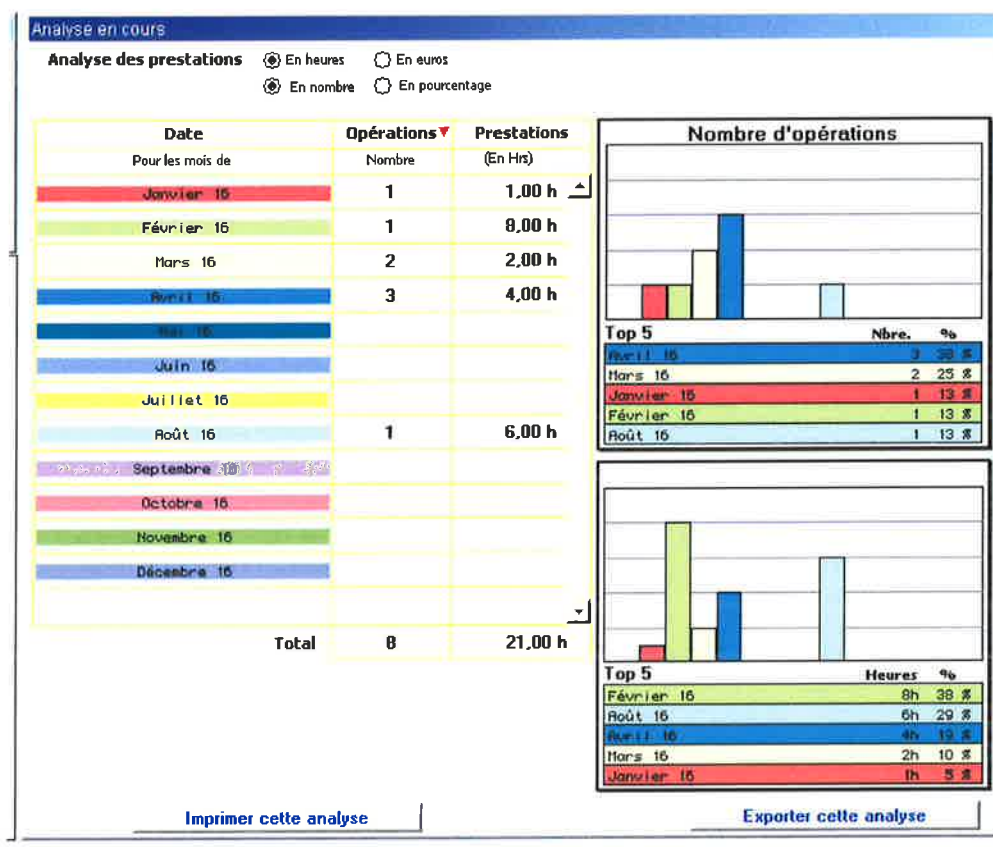 Analyse en cours
Analyse des prestations En heures En euros
En nombre En pourcentage
Date Opérations Prestations
Pour les mois de Nombre (En Hrs)
Janvier 16 1 1,00 h
Février 16 1 8,00 h
Mars 16 2 2,00 h
Avril 16 3 4,00 h
Mai 16
Juin 16
Juillet 16
Août 16 1 6,00 h
Septembre 16
Octobre 16
Novembre 16
Décembre 16
Total 8 21,00 h
Nombre d'opérations
Top 5 Nbre. %
Avril 16 3 38 %
Mars 16 2 25 %
Janvier 16 1 13 %
Février 16 1 13 %
Août 16 1 13 %
Top 5 Heures %
Février 16 8h 38 %
Août 16 6h 29 %
Avril 16 4h 19 %
Mars 16 2h 10 %
Janvier 16 1h 5 %
Imprimer cette analyse
Exporter cette analyse